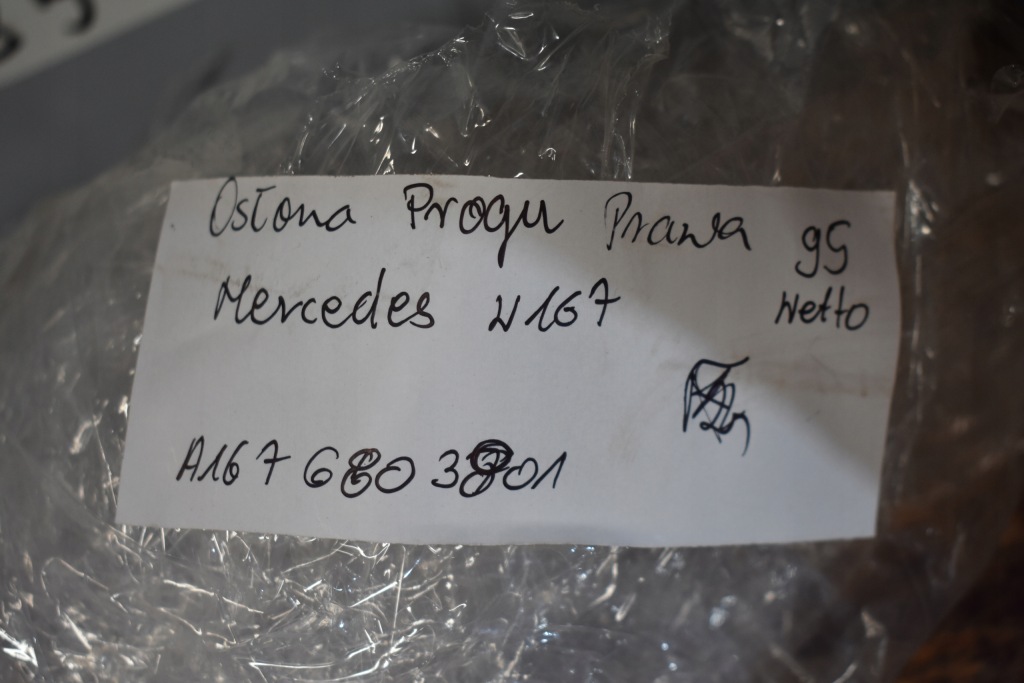 Osłona Progu Prawa 95
Mercedes W167 Netto
A167 680 3801